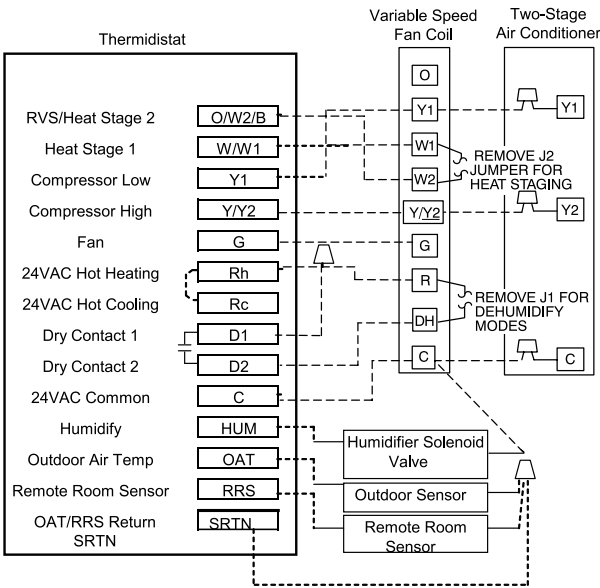 Variable Speed
Fan Coil
Two-Stage
Air Conditioner
Thermidistat
O
RVS/Heat Stage 2 O/W2/B Y1 Y1
Heat Stage 1 W/W1 W1
REMOVE J2
JUMPER FOR
HEAT STAGING
Compressor Low Y1 W2
Compressor High Y/Y2 Y/Y2 Y2
Fan G G
24VAC Hot Heating Rh R
24VAC Hot Cooling Rc
REMOVE J1 FOR
DEHUMIDIFY
MODES
Dry Contact 1 D1 DH
Dry Contact 2 D2 C C
24VAC Common C
Humidify HUM
Humidifier Solenoid
Valve
Outdoor Air Temp OAT
Outdoor Sensor
Remote Room Sensor RRS
Remote Room
Sensor
OAT/RRS Return SRTN
SRTN